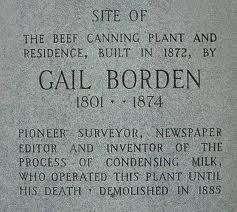 SITE OF
THE BEEF CANNING PLANT AND
RESIDENCE, BUILT IN 1872, BY
GAIL BORDEN
1801 · · 1874
PIONEER SURVEYOR, NEWSPAPER
EDITOR AND INVENTOR OF THE
PROCESS OF CONDENSING MILK,
WHO OPERATED THIS PLANT UNTIL
HIS DEATH · DEMOLISHED IN 1885